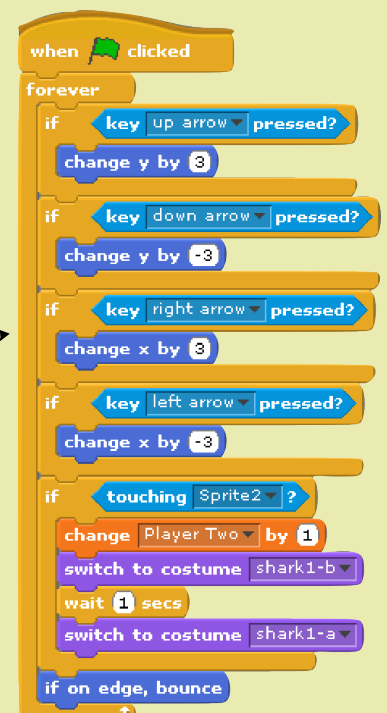 when clicked
forever
if key up arrow pressed?
change y by 3
if key down arrow pressed?
change y by -3
if key right arrow pressed?
change x by 3
if key left arrow pressed?
change x by -3
if touching Sprite2 ?
change Player Two by 1
switch to costume shark1-b
wait 1 secs
switch to costume shark1-a
if on edge, bounce